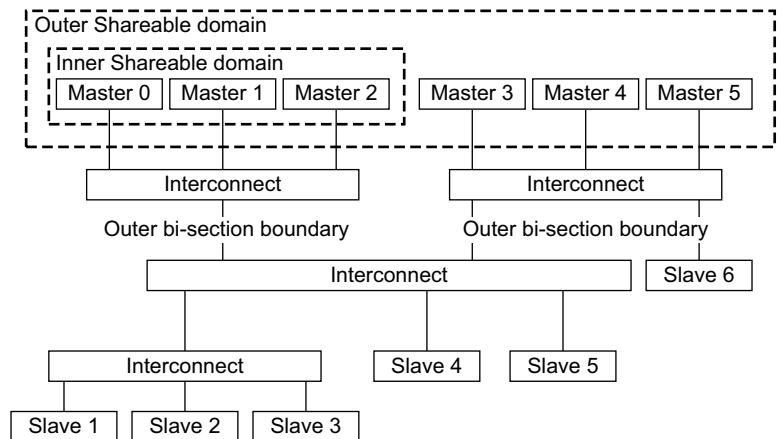 Outer Shareable domain
Inner Shareable domain
Master 0 Master 1 Master 2 Master 3 Master 4 Master 5
Interconnect Interconnect
Outer bi-section boundary Outer bi-section boundary
Interconnect Slave 6
Interconnect Slave 4 Slave 5
Slave 1 Slave 2 Slave 3